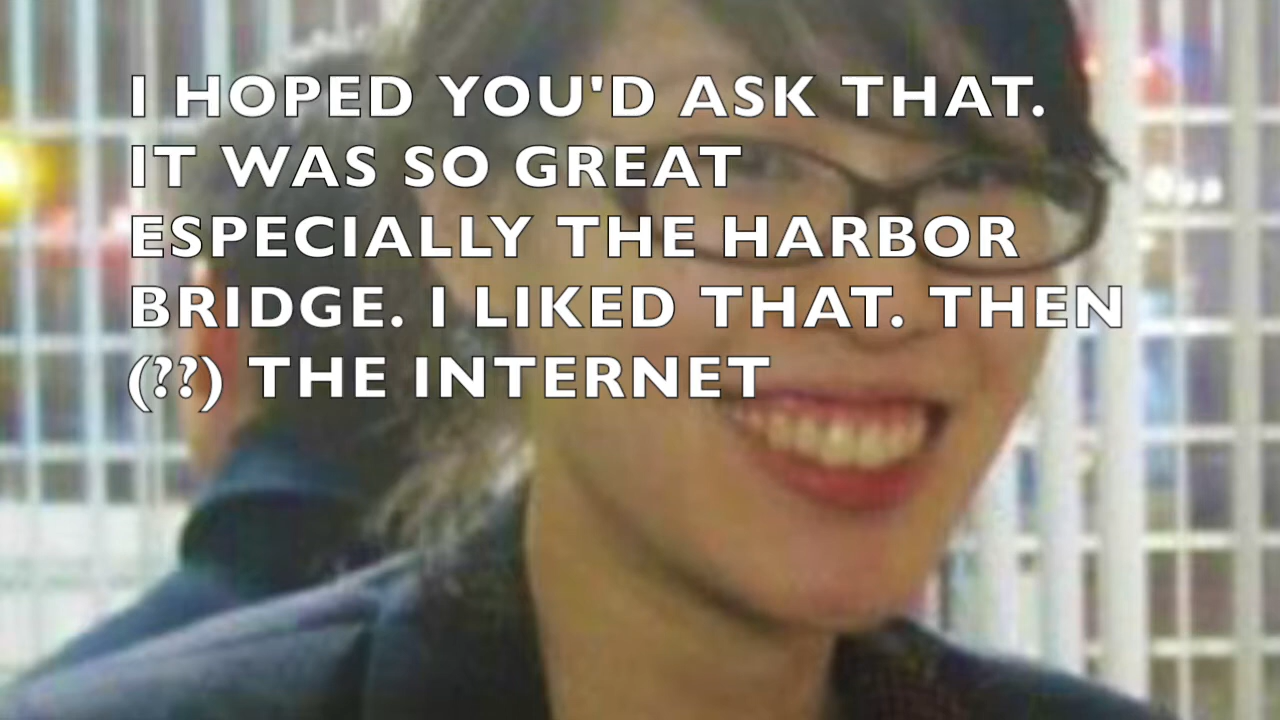 I HOPED YOU'D ASK THAT.
IT WAS SO GREAT
ESPECIALLY THE HARBOR
BRIDGE. I LIKED THAT. THEN
(??) THE INTERNET